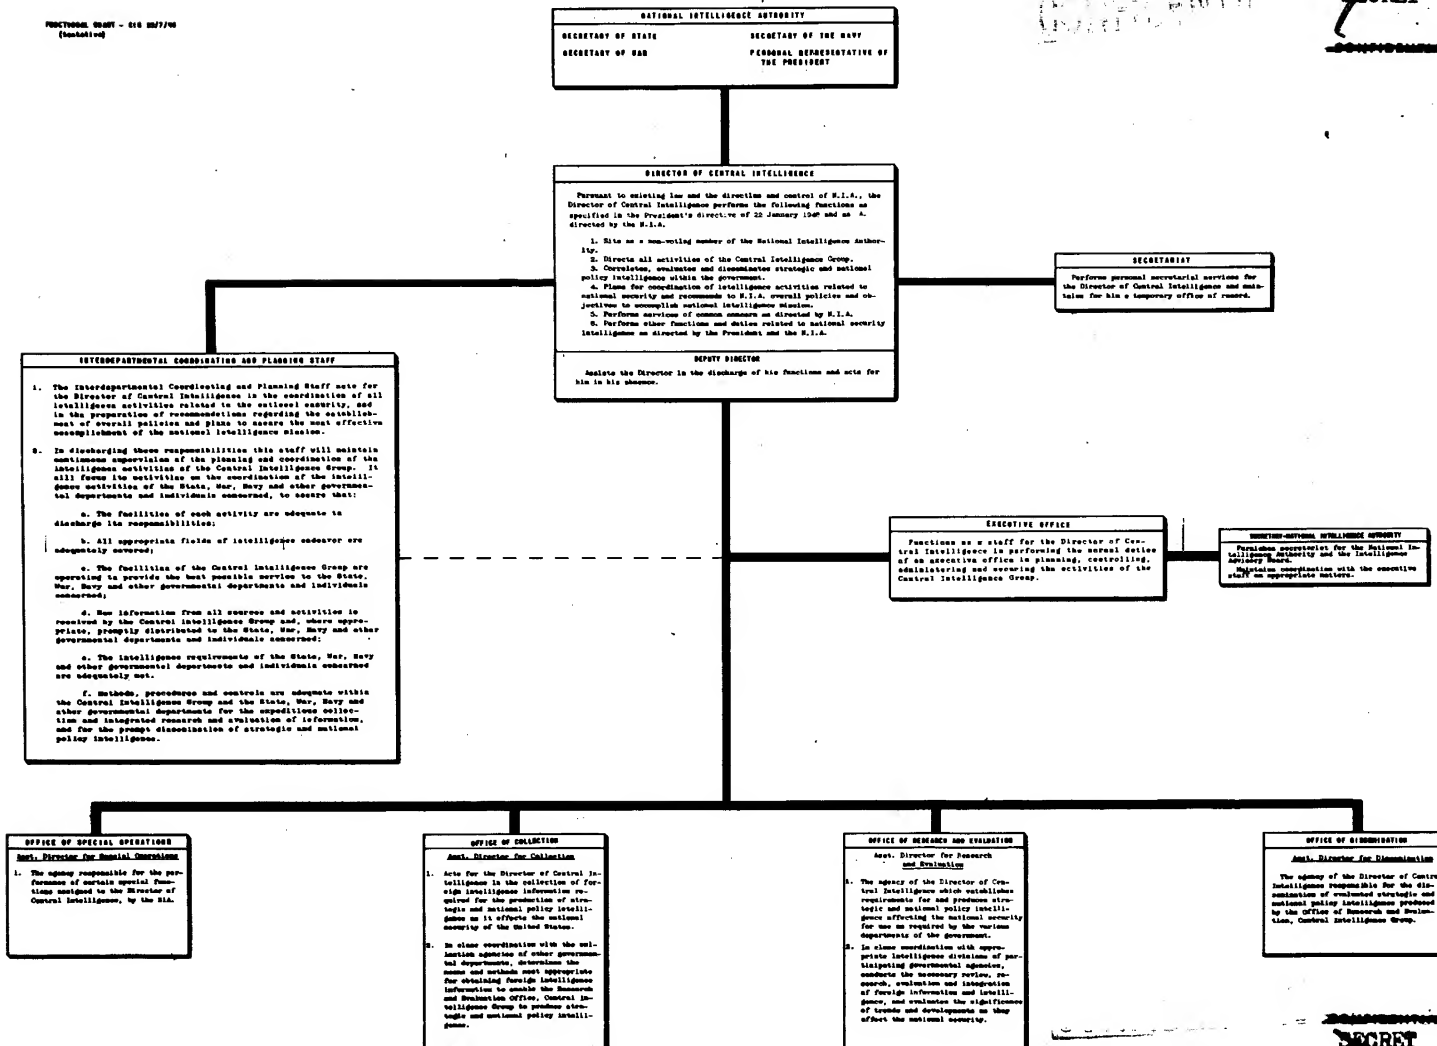 FUNCTIONAL CHART - CIG
(tentative)
SECRET
CONFIDENTIAL
NATIONAL INTELLIGENCE AUTHORITY
SECRETARY OF STATE
SECRETARY OF THE NAVY
SECRETARY OF WAR
PERSONAL REPRESENTATIVE OF
THE PRESIDENT
DIRECTOR OF CENTRAL INTELLIGENCE
Pursuant to existing law and the direction and control of N.I.A., the
Director of Central Intelligence performs the following functions as
specified in the President's directive of 22 January 1946 and as A.
directed by the N.I.A.
1. Sits as a non-voting member of the National Intelligence Author-
ity.
2. Directs all activities of the Central Intelligence Group.
3. Correlates, evaluates and disseminates strategic and national
policy intelligence within the government.
4. Plans for coordination of intelligence activities related to
national security and recommends to N.I.A. overall policies and ob-
jectives to accomplish national intelligence mission.
5. Performs services of common concern as directed by N.I.A.
6. Performs other functions and duties related to national security
intelligence as directed by the President and the N.I.A.
DEPUTY DIRECTOR
Assists the Director in the discharge of his functions and acts for
him in his absence.
SECRETARIAT
Performs personal secretarial services for
the Director of Central Intelligence and main-
tains for him a temporary office of record.
INTERDEPARTMENTAL COORDINATING AND PLANNING STAFF
1. The Interdepartmental Coordinating and Planning Staff acts for
the Director of Central Intelligence in the coordination of all
intelligence activities related to the national security, and
in the preparation of recommendations regarding the establish-
ment of overall policies and plans to assure the most effective
accomplishment of the national intelligence mission.
2. In discharging these responsibilities this staff will maintain
continuous supervision of the planning and coordination of the
intelligence activities of the Central Intelligence Group. It
will focus its activities on the coordination of the intelli-
gence activities of the State, War, Navy and other governmen-
tal departments and individuals concerned, to assure that:
a. The facilities of each activity are adequate to
discharge its responsibilities;
b. All appropriate fields of intelligence endeavor are
adequately covered;
c. The facilities of the Central Intelligence Group are
operating to provide the best possible service to the State,
War, Navy and other governmental departments and individuals
concerned;
d. New information from all sources and activities is
received by the Central Intelligence Group and, where appro-
priate, promptly distributed to the State, War, Navy and other
governmental departments and individuals concerned;
e. The intelligence requirements of the State, War, Navy
and other governmental departments and individuals concerned
are adequately met.
f. Methods, procedures and controls are adequate within
the Central Intelligence Group and the State, War, Navy and
other governmental departments for the expeditious collec-
tion and integrated research and evaluation of information,
and for the prompt dissemination of strategic and national
policy intelligence.
EXECUTIVE OFFICE
Functions as a staff for the Director of Cen-
tral Intelligence in performing the normal duties
of an executive office in planning, controlling,
administering and securing the activities of the
Central Intelligence Group.
SECRETARY-NATIONAL INTELLIGENCE AUTHORITY
Furnishes secretariat for the National In-
telligence Authority and the Intelligence
Advisory Board.
Maintains coordination with the executive
staff on appropriate matters.
OFFICE OF SPECIAL OPERATIONS
Asst. Director for Special Operations
1. The agency responsible for the per-
formance of certain special func-
tions assigned to the Director of
Central Intelligence, by the NIA.
OFFICE OF COLLECTION
Asst. Director for Collection
1. Acts for the Director of Central In-
telligence in the collection of for-
eign intelligence information re-
quired for the production of stra-
tegic and national policy intelli-
gence as it effects the national
security of the United States.
2. In close coordination with the col-
lection agencies of other governmen-
tal departments, determines the
means and methods most appropriate
for obtaining foreign intelligence
information to enable the Research
and Evaluation Office, Central In-
telligence Group to produce stra-
tegic and national policy intelli-
gence.
OFFICE OF RESEARCH AND EVALUATION
Asst. Director for Research
and Evaluation
1. The agency of the Director of Cen-
tral Intelligence which establishes
requirements for and produces stra-
tegic and national policy intelli-
gence affecting the national security
for use as required by the various
departments of the government.
2. In close coordination with appro-
priate intelligence divisions of par-
ticipating governmental agencies,
conducts the necessary review, re-
search, evaluation and integration
of foreign information and intelli-
gence, and evaluates the significance
of trends and developments as they
affect the national security.
OFFICE OF DISSEMINATION
Asst. Director for Dissemination
The agency of the Director of Central
Intelligence responsible for the dis-
semination of evaluated strategic and
national policy intelligence produced
by the Office of Research and Evalua-
tion, Central Intelligence Group.
CONFIDENTIAL
SECRET